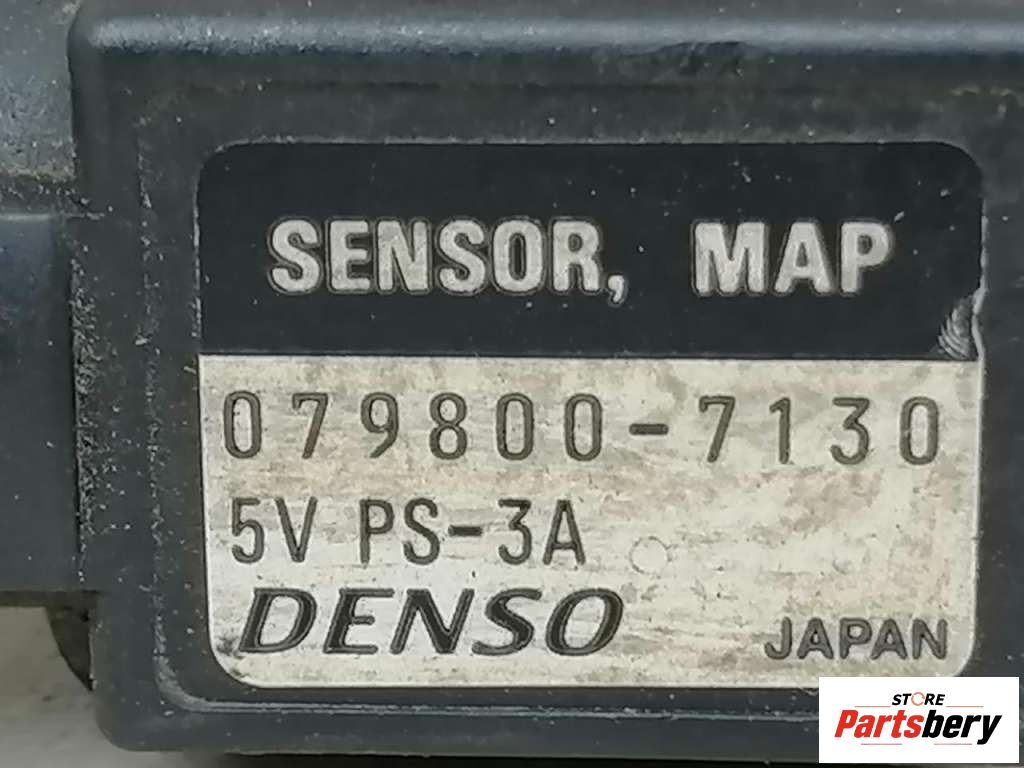 SENSOR, MAP
079800-7130
5V PS-3A
DENSO
JAPAN
STORE
Partsbery